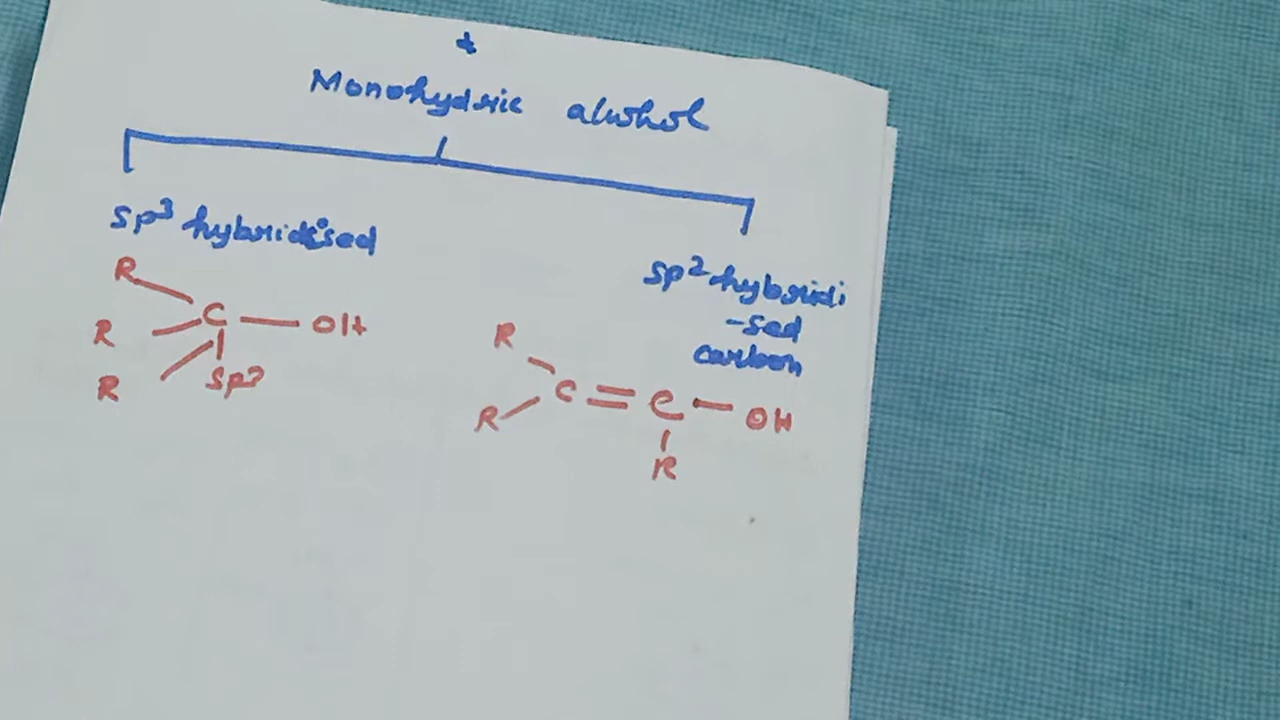 Monohydric alcohol
sp³ hybridised
sp² hybridi
-sed
carbon
R
R
R
C — OH
sp³
R
R
C = C — OH
R